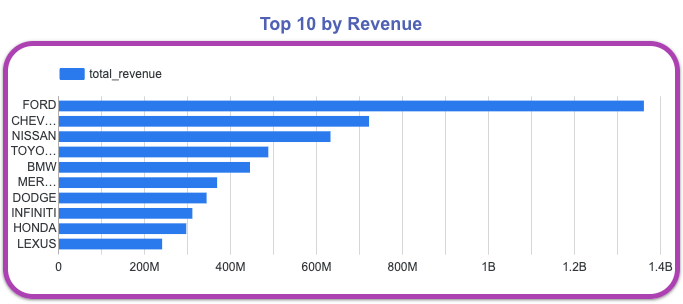 Top 10 by Revenue
total_revenue
FORD
CHEV…
NISSAN
TOYO…
BMW
MER…
DODGE
INFINITI
HONDA
LEXUS
0 200M 400M 600M 800M 1B 1.2B 1.4B